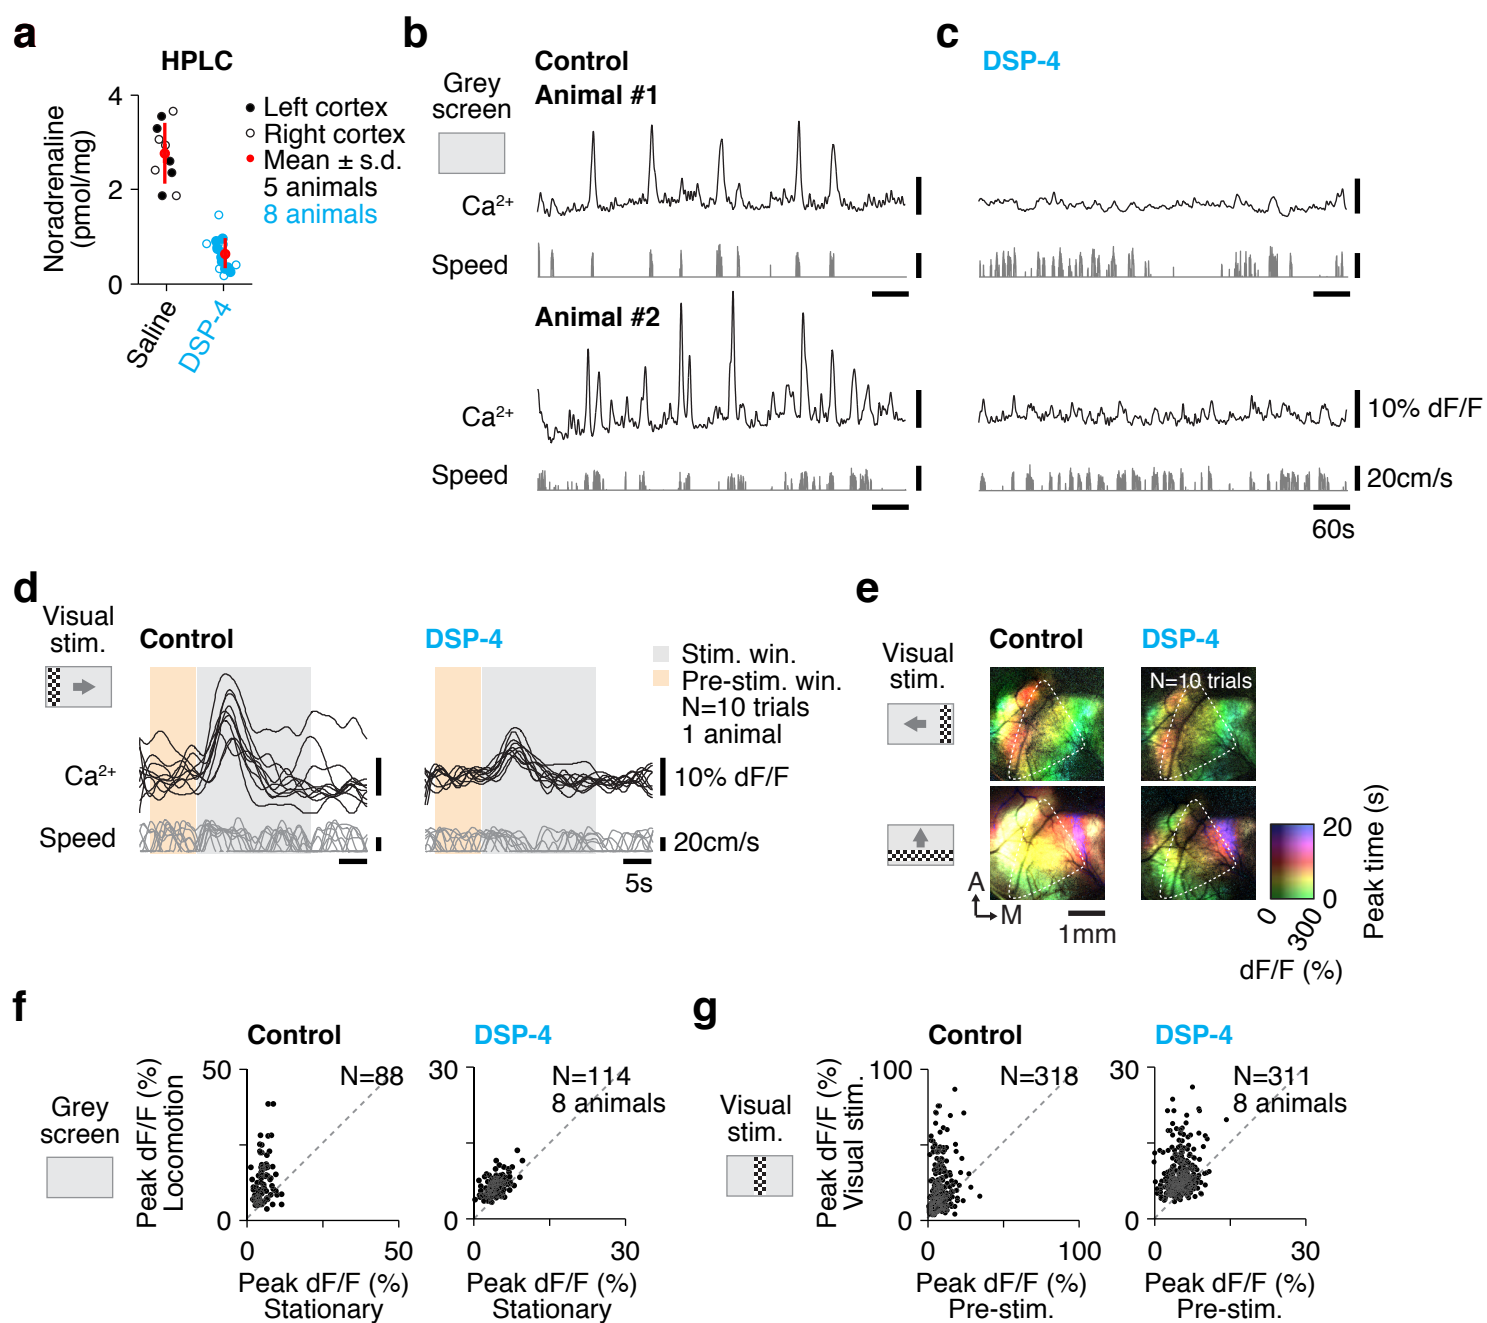 a
HPLC
Noradrenaline
(pmol/mg)
4
2
0
Saline
DSP-4
Left cortex
Right cortex
Mean ± s.d.
5 animals
8 animals
b
Control
Grey
screen
Animal #1
Ca²⁺
Speed
Animal #2
Ca²⁺
Speed
c
DSP-4
10% dF/F
20cm/s
60s
d
Visual
stim.
Control
DSP-4
Stim. win.
Pre-stim. win.
N=10 trials
1 animal
Ca²⁺
10% dF/F
Speed
20cm/s
5s
e
Visual
stim.
Control
DSP-4
N=10 trials
A
M
1mm
20
0
Peak time (s)
0
300
dF/F (%)
f
Grey
screen
Control
Peak dF/F (%)
Locomotion
50
N=88
0
0
50
Peak dF/F (%)
Stationary
DSP-4
30
N=114
8 animals
0
0
30
Peak dF/F (%)
Stationary
g
Visual
stim.
Control
Peak dF/F (%)
Visual stim.
100
N=318
0
0
100
Peak dF/F (%)
Pre-stim.
DSP-4
30
N=311
8 animals
0
0
30
Peak dF/F (%)
Pre-stim.